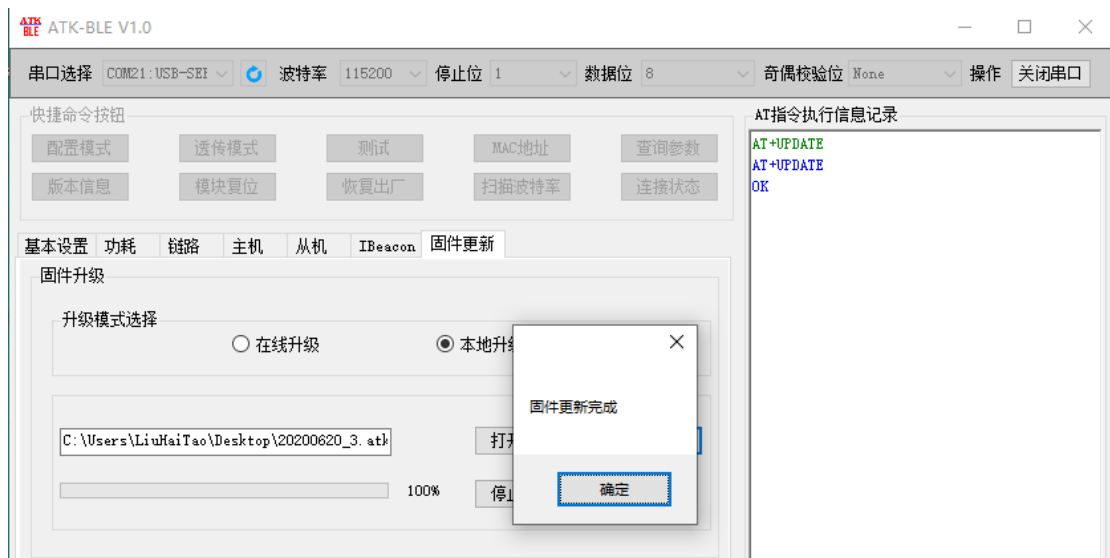 ATK BLE ATK-BLE V1.0
串口选择 COM21:USB-SEI 波特率 115200 停止位 1 数据位 8 奇偶校验位 None 操作 关闭串口
快捷命令按钮
配置模式 透传模式 测试 MAC地址 查询参数
版本信息 模块复位 恢复出厂 扫描波特率 连接状态
基本设置 功耗 链路 主机 从机 IBeacon 固件更新
固件升级
升级模式选择
在线升级 本地升级
C:\Users\LiuHaiTao\Desktop\20200620_3.atk
打开
100% 停止
固件更新完成
确定
AT指令执行信息记录
AT+UPDATE
AT+UPDATE
OK